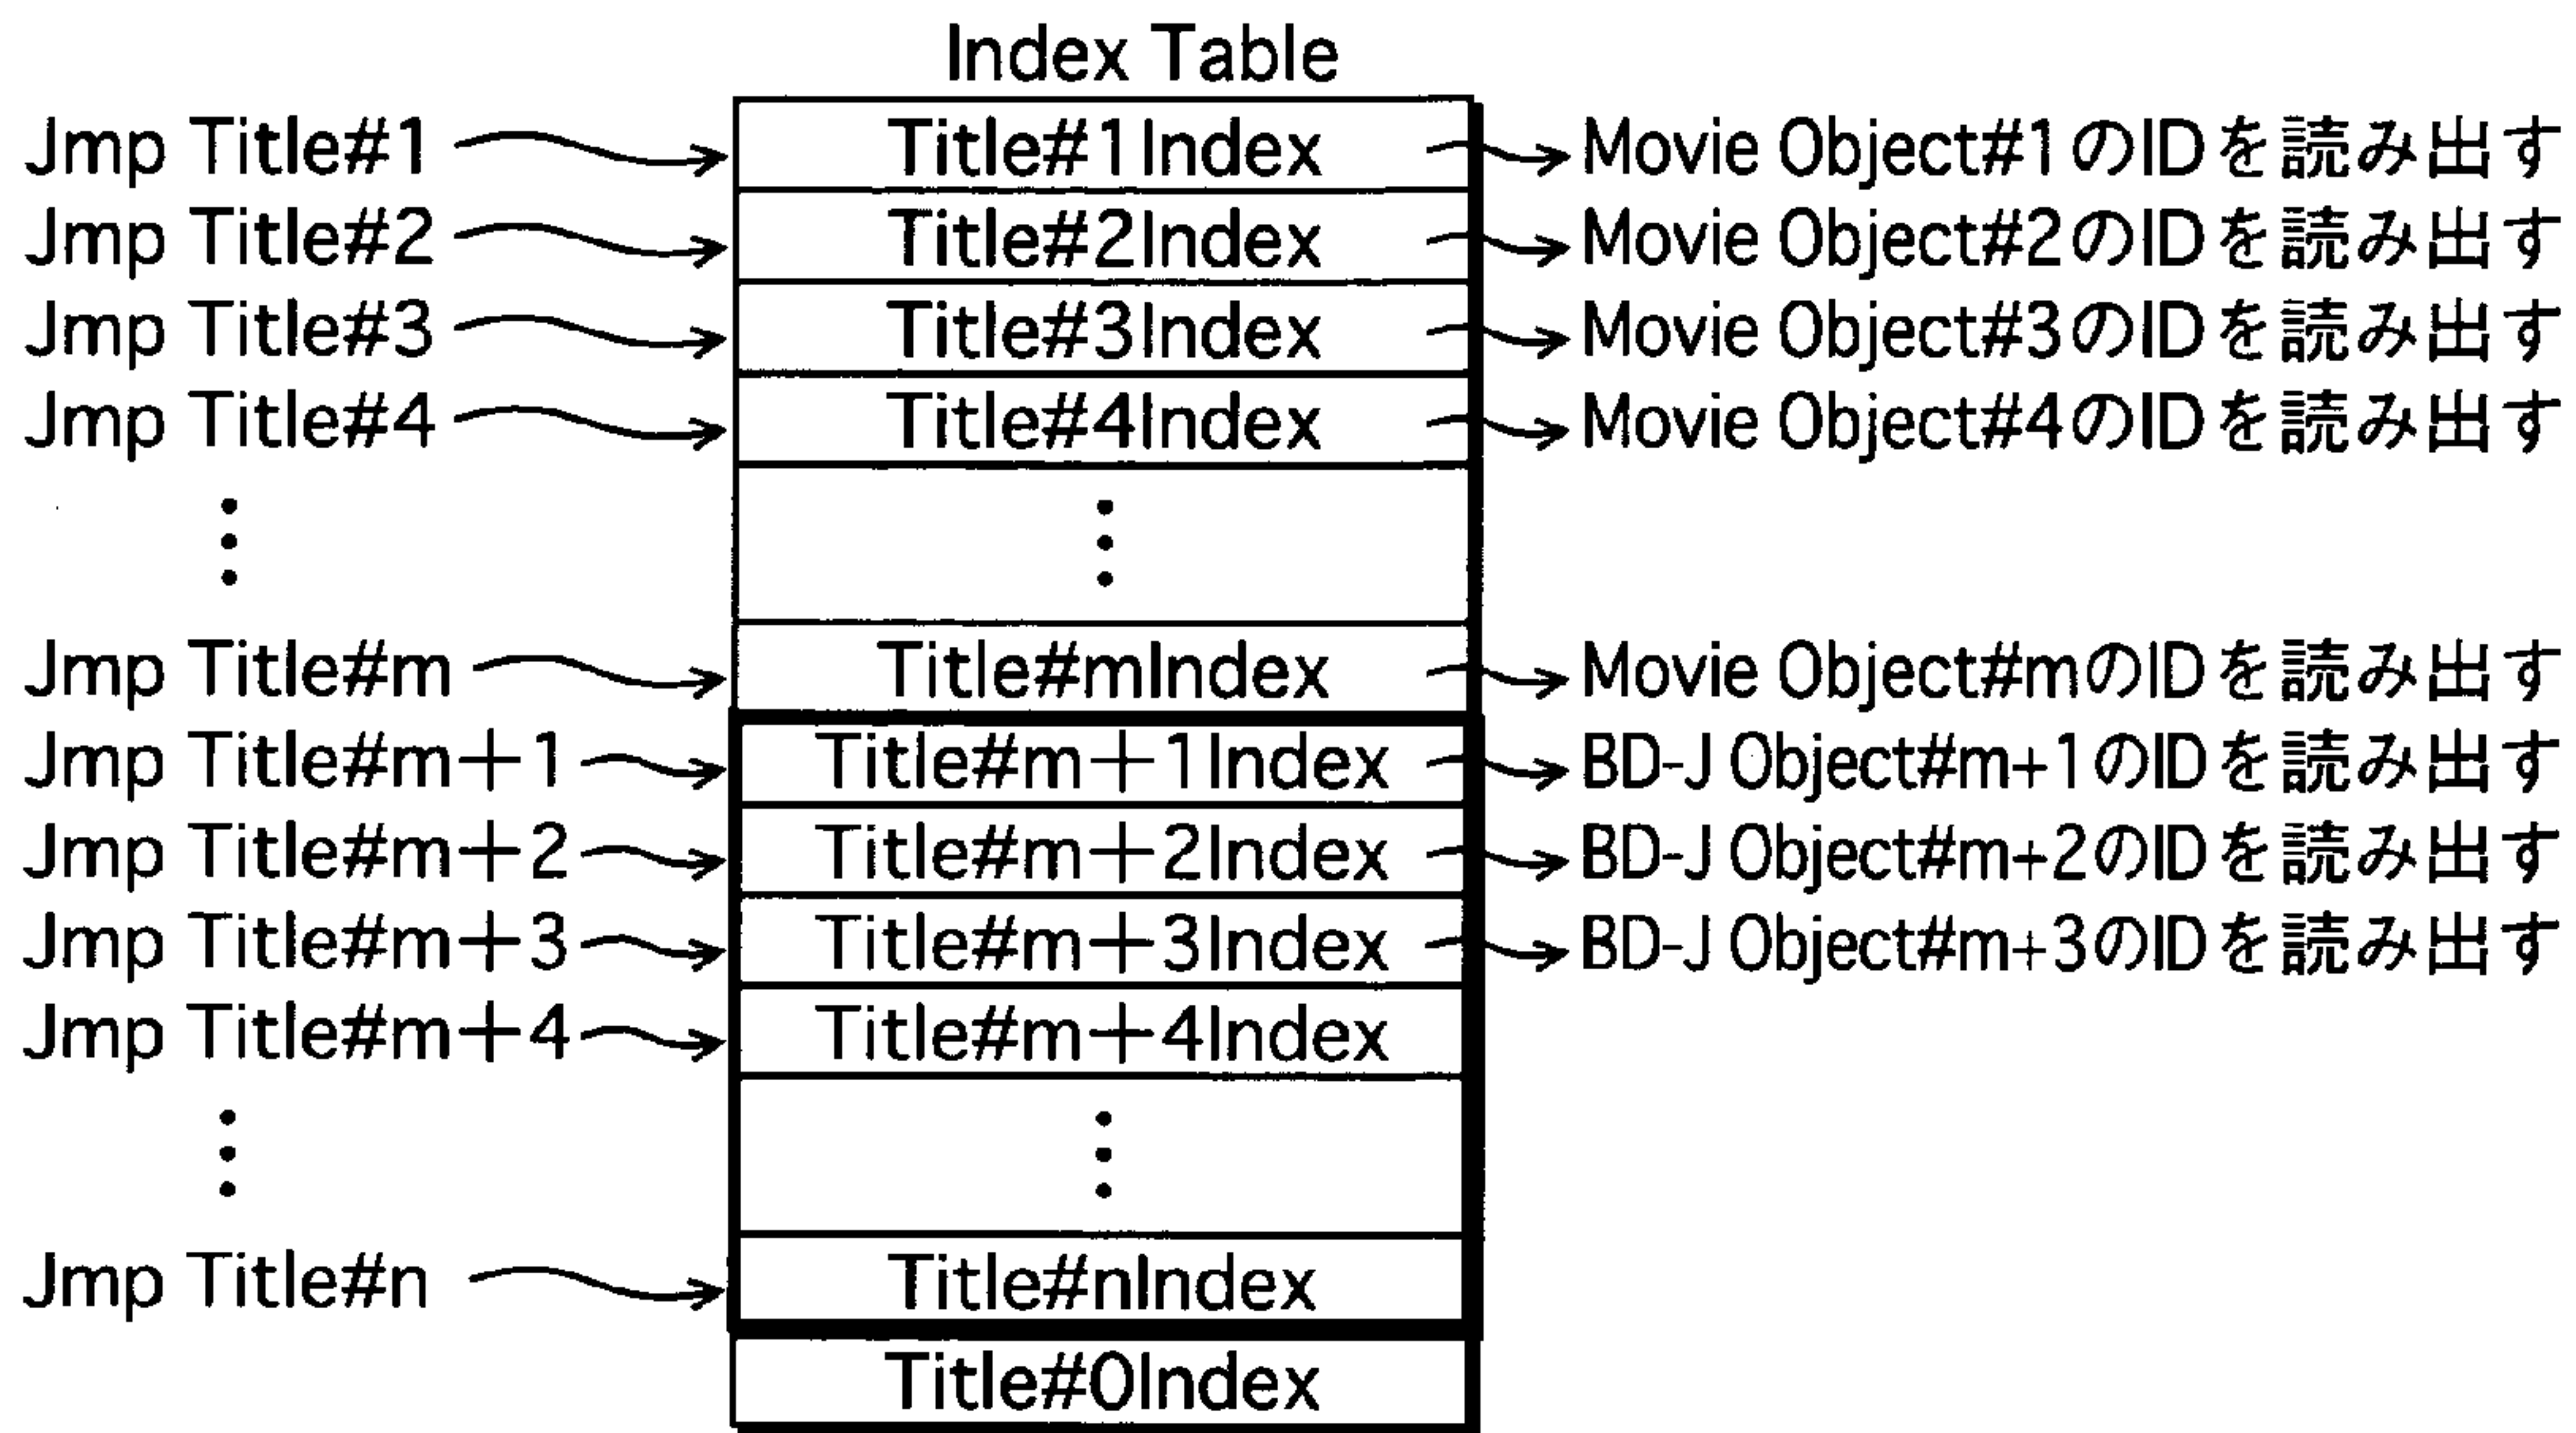 Index Table
Jmp Title#1 Title#1Index Movie Object#1のIDを読み出す
Jmp Title#2 Title#2Index Movie Object#2のIDを読み出す
Jmp Title#3 Title#3Index Movie Object#3のIDを読み出す
Jmp Title#4 Title#4Index Movie Object#4のIDを読み出す
Jmp Title#m Title#mIndex Movie Object#mのIDを読み出す
Jmp Title#m+1 Title#m+1Index BD-J Object#m+1のIDを読み出す
Jmp Title#m+2 Title#m+2Index BD-J Object#m+2のIDを読み出す
Jmp Title#m+3 Title#m+3Index BD-J Object#m+3のIDを読み出す
Jmp Title#m+4 Title#m+4Index
Jmp Title#n Title#nIndex
Title#0Index